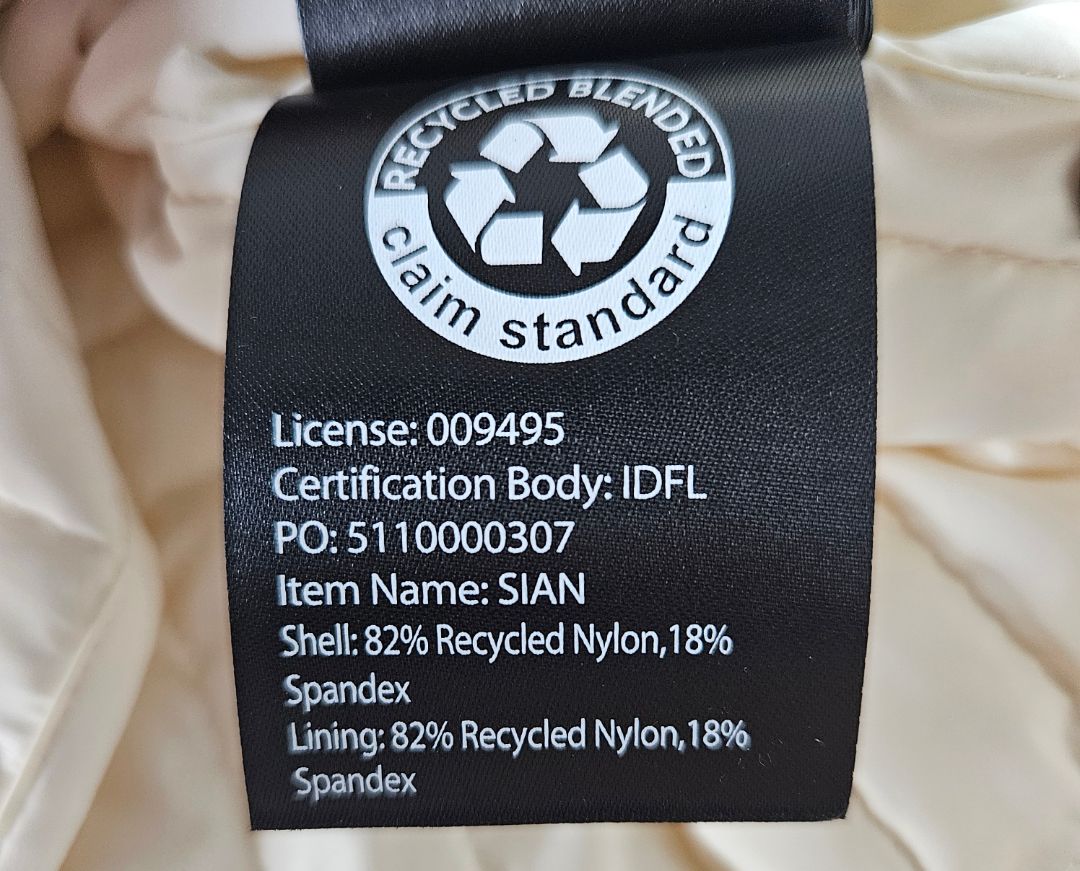 RECYCLED BLENDED
claim standard
License: 009495
Certification Body: IDFL
PO: 5110000307
Item Name: SIAN
Shell: 82% Recycled Nylon,18%
Spandex
Lining: 82% Recycled Nylon,18%
Spandex